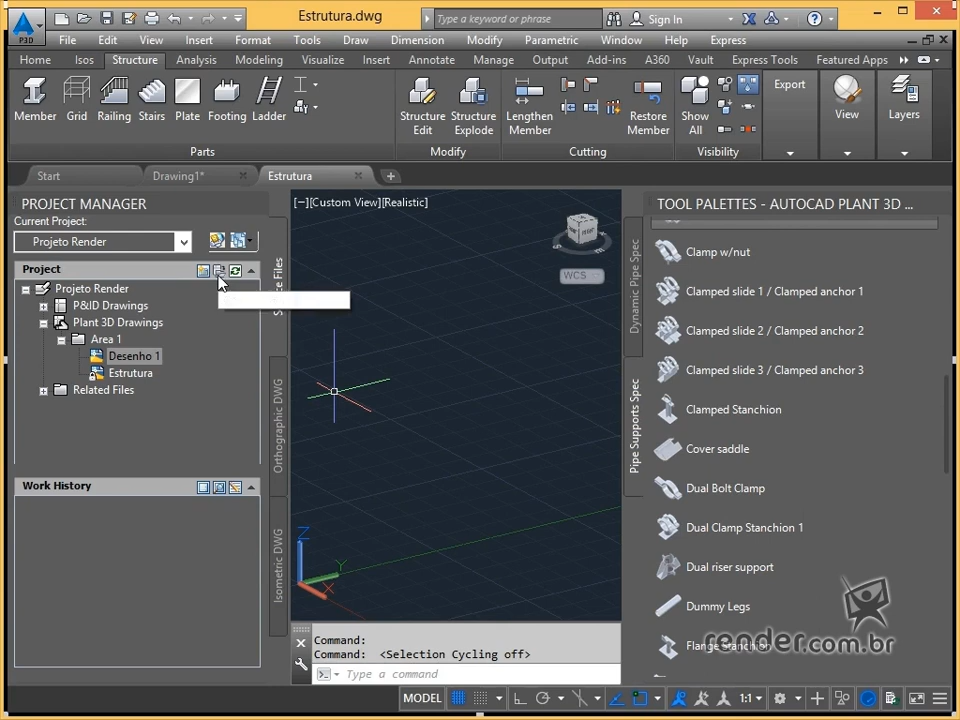 P3D
Estrutura.dwg
Type a keyword or phrase
Sign In
File Edit View Insert Format Tools Draw Dimension Modify Parametric Window Help Express
Home Isos Structure Analysis Modeling Visualize Insert Annotate Manage Output Add-ins A360 Vault Express Tools Featured Apps
Member Grid Railing Stairs Plate Footing Ladder
Structure Edit
Structure Explode
Lengthen Member
Restore Member
Show All
Export
View
Layers
Parts Modify Cutting Visibility
Start Drawing1* Estrutura
PROJECT MANAGER
Current Project:
Projeto Render
Project
Projeto Render
P&ID Drawings
Plant 3D Drawings
Area 1
Desenho 1
Estrutura
Related Files
Work History
Files
Orthographic DWG
Isometric DWG
[−][Custom View][Realistic]
WCS
Z
Y
X
Command:
Command: <Selection Cycling off>
Type a command
Dynamic Pipe Spec
Pipe Supports Spec
TOOL PALETTES - AUTOCAD PLANT 3D ...
Clamp w/nut
Clamped slide 1 / Clamped anchor 1
Clamped slide 2 / Clamped anchor 2
Clamped slide 3 / Clamped anchor 3
Clamped Stanchion
Cover saddle
Dual Bolt Clamp
Dual Clamp Stanchion 1
Dual riser support
Dummy Legs
Flange Stanchion
render.com.br
MODEL
1:1